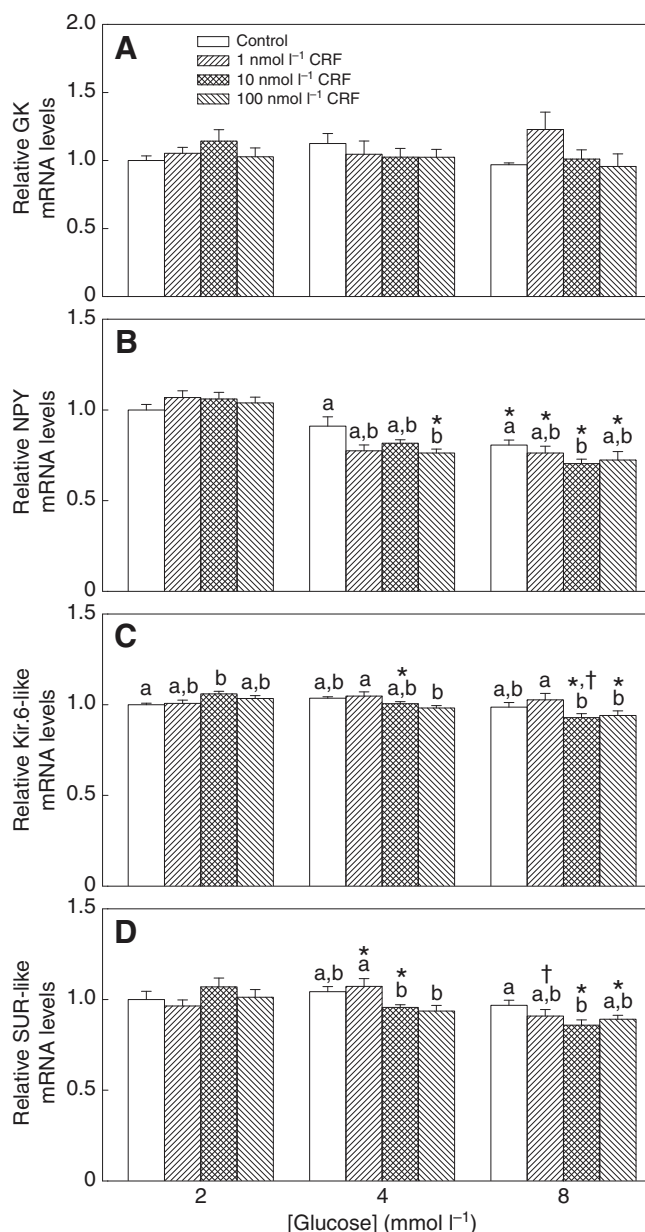 A
Control
1 nmol l⁻¹ CRF
10 nmol l⁻¹ CRF
100 nmol l⁻¹ CRF
Relative GK
mRNA levels
2.0
1.5
1.0
0.5
0
B
Relative NPY
mRNA levels
1.5
1.0
0.5
0
a a,b a,b * b
* a * a,b * b * a,b
C
Relative Kir.6-like
mRNA levels
1.5
1.0
0.5
0
a a,b b a,b
a,b a * a,b b
a,b a *,† b * b
D
Relative SUR-like
mRNA levels
1.5
1.0
0.5
0
a,b * a * b b
a † a,b * b * a,b
2 4 8
[Glucose] (mmol l⁻¹)